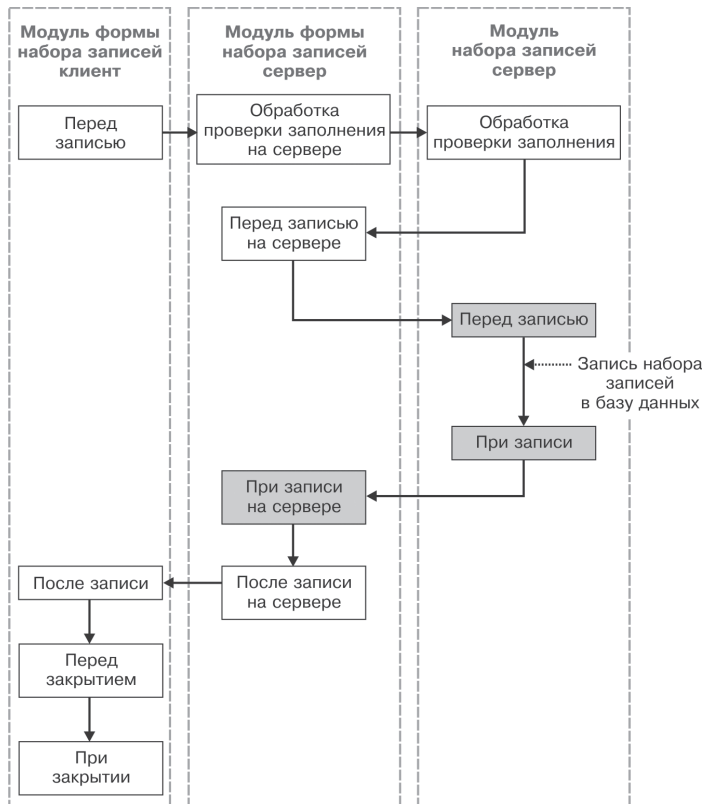 Модуль формы
набора записей
клиент
Модуль формы
набора записей
сервер
Модуль
набора записей
сервер
Перед
записью
Обработка
проверки заполнения
на сервере
Обработка
проверки заполнения
Перед записью
на сервере
Перед записью
Запись набора
записей
в базу данных
При записи
При записи
на сервере
После записи
После записи
на сервере
Перед
закрытием
При
закрытии